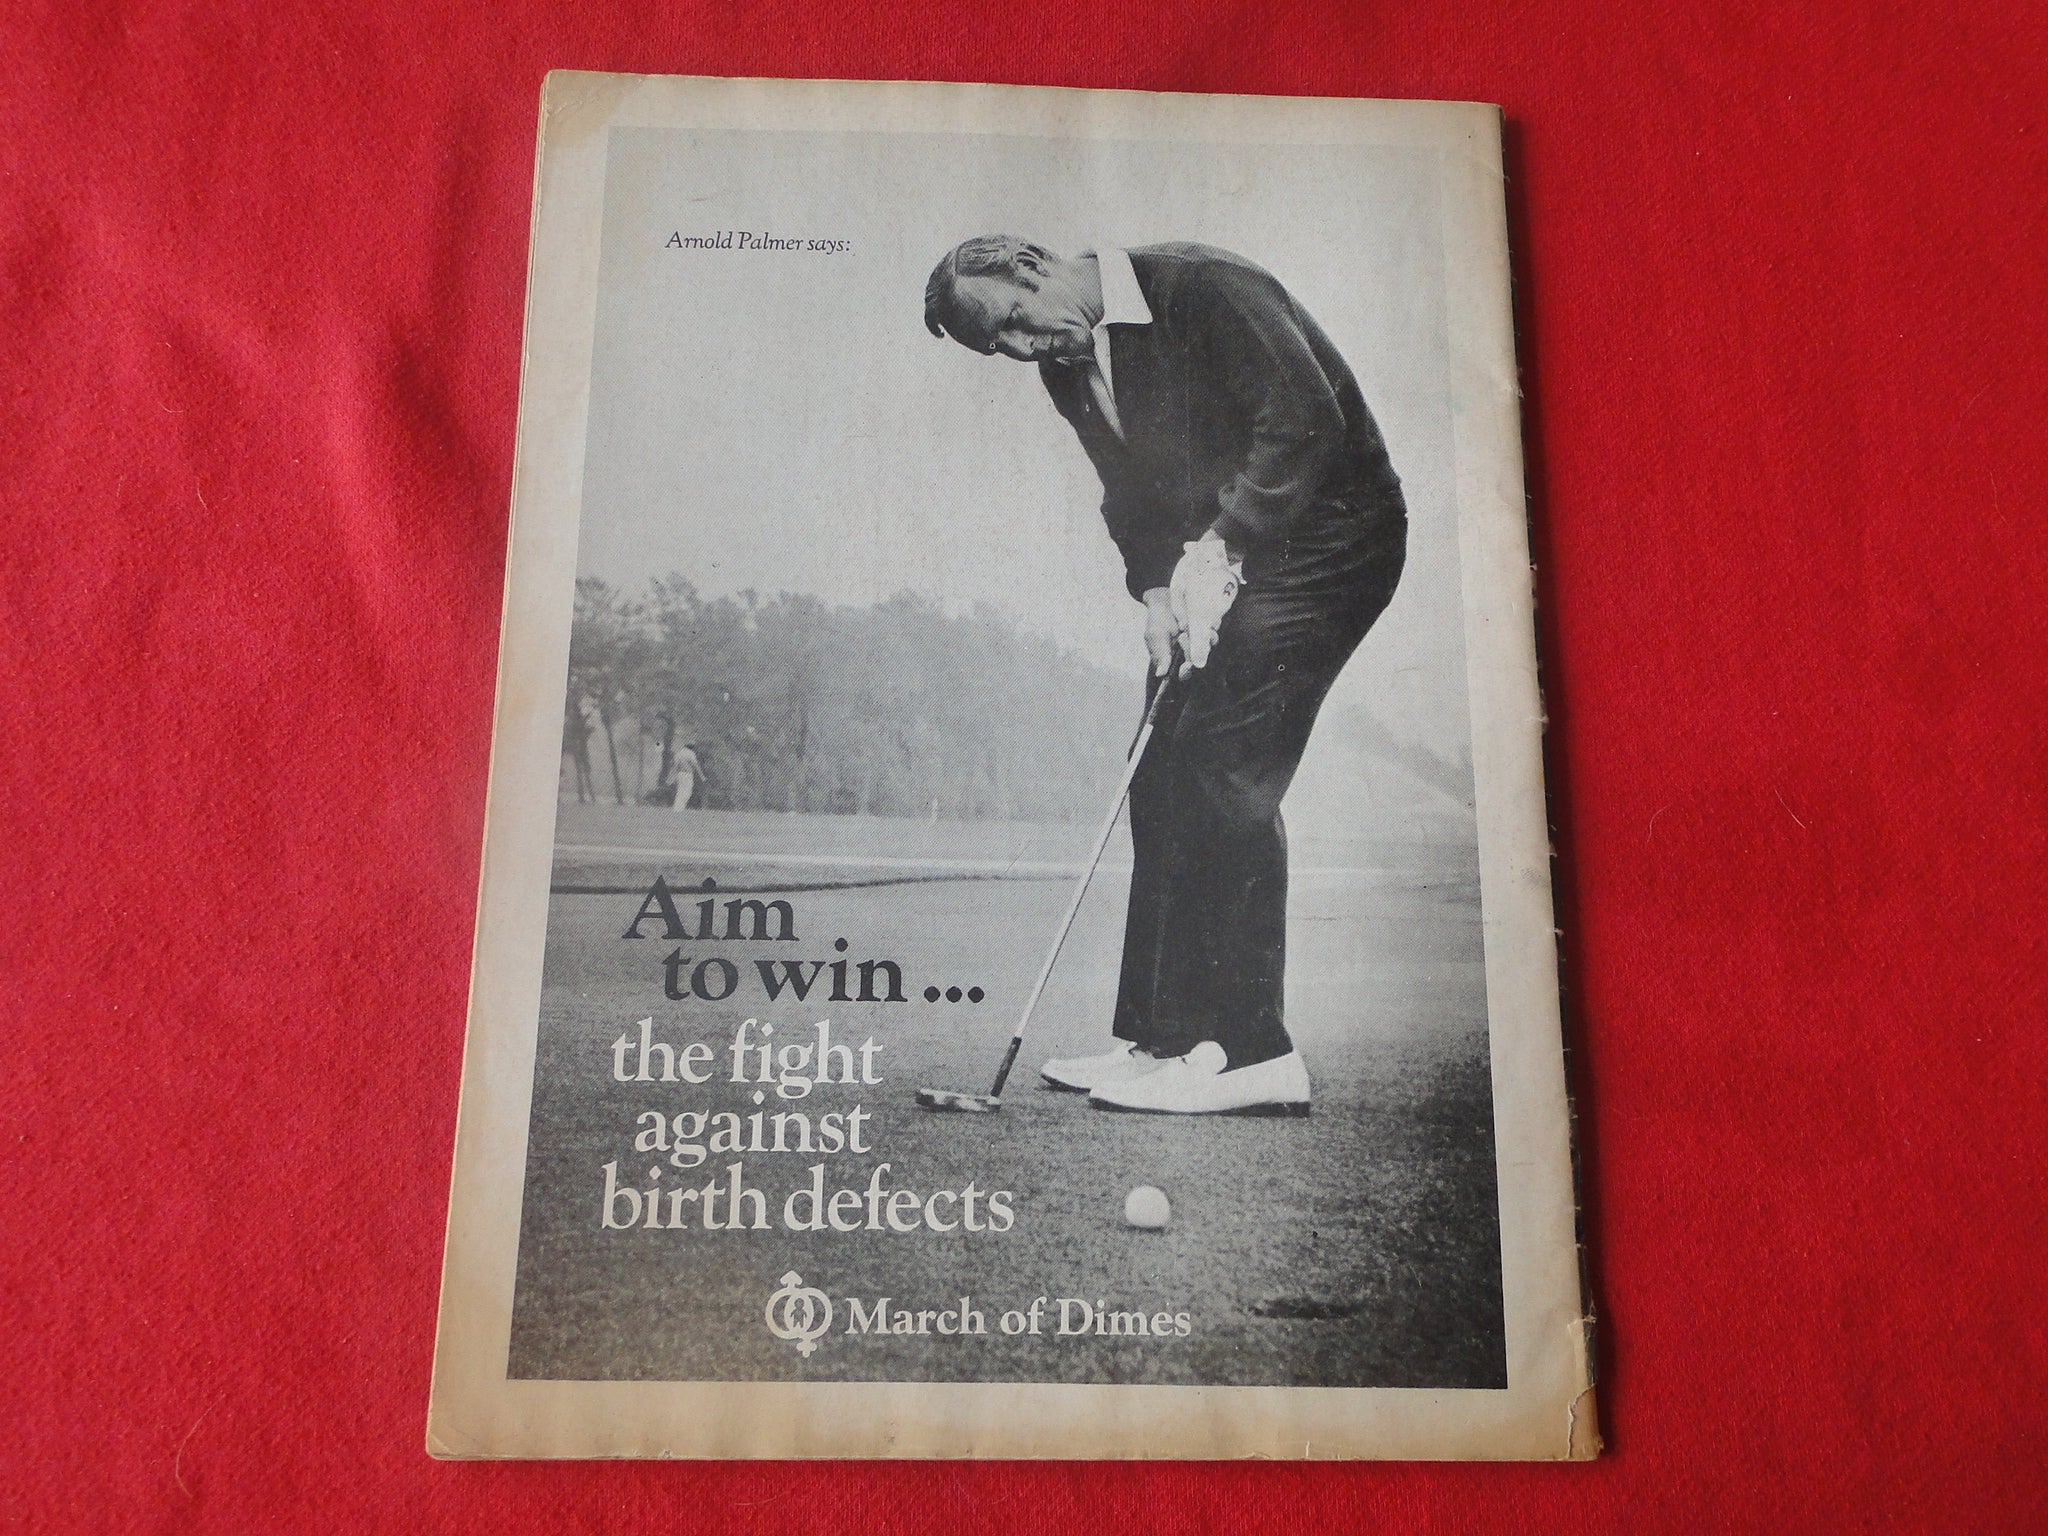 Arnold Palmer says:
Aim
to win...
the fight
against
birth defects
March of Dimes